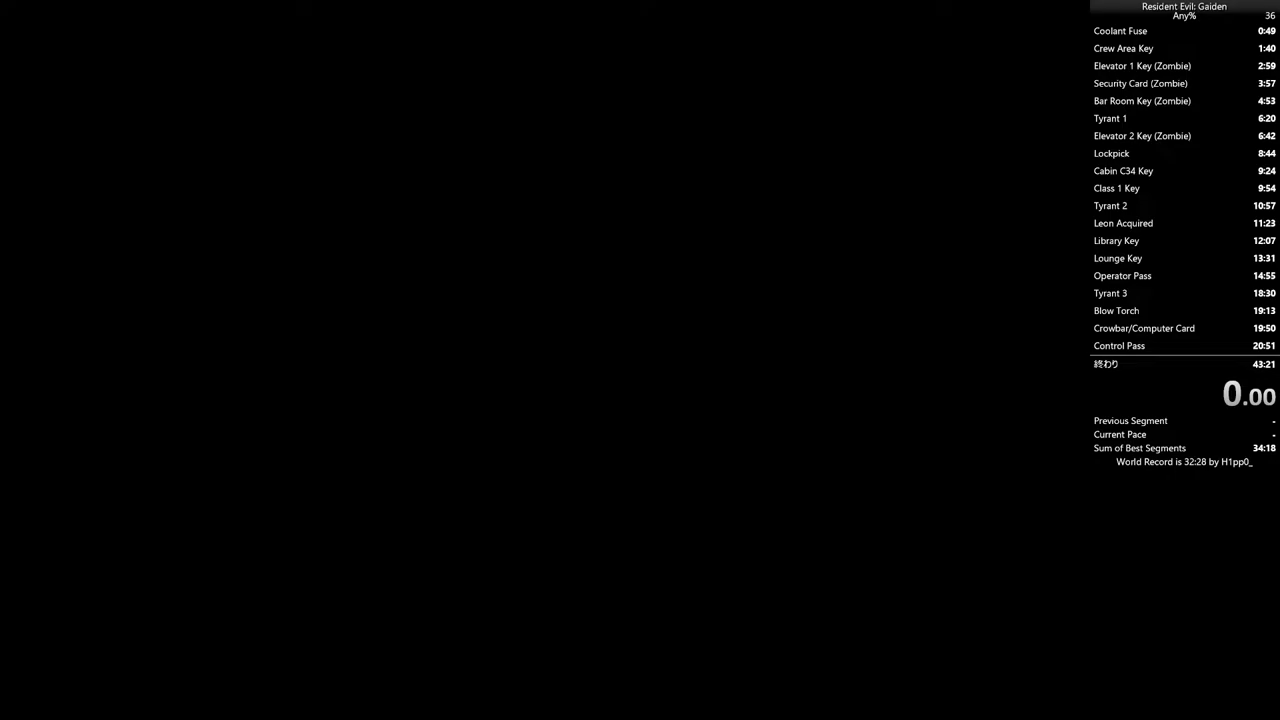 Resident Evil: Gaiden
Any% 36
Coolant Fuse 0:49
Crew Area Key 1:40
Elevator 1 Key (Zombie) 2:59
Security Card (Zombie) 3:57
Bar Room Key (Zombie) 4:53
Tyrant 1 6:20
Elevator 2 Key (Zombie) 6:42
Lockpick 8:44
Cabin C34 Key 9:24
Class 1 Key 9:54
Tyrant 2 10:57
Leon Acquired 11:23
Library Key 12:07
Lounge Key 13:31
Operator Pass 14:55
Tyrant 3 18:30
Blow Torch 19:13
Crowbar/Computer Card 19:50
Control Pass 20:51
終わり 43:21
0.00
Previous Segment -
Current Pace -
Sum of Best Segments 34:18
World Record is 32:28 by H1pp0_